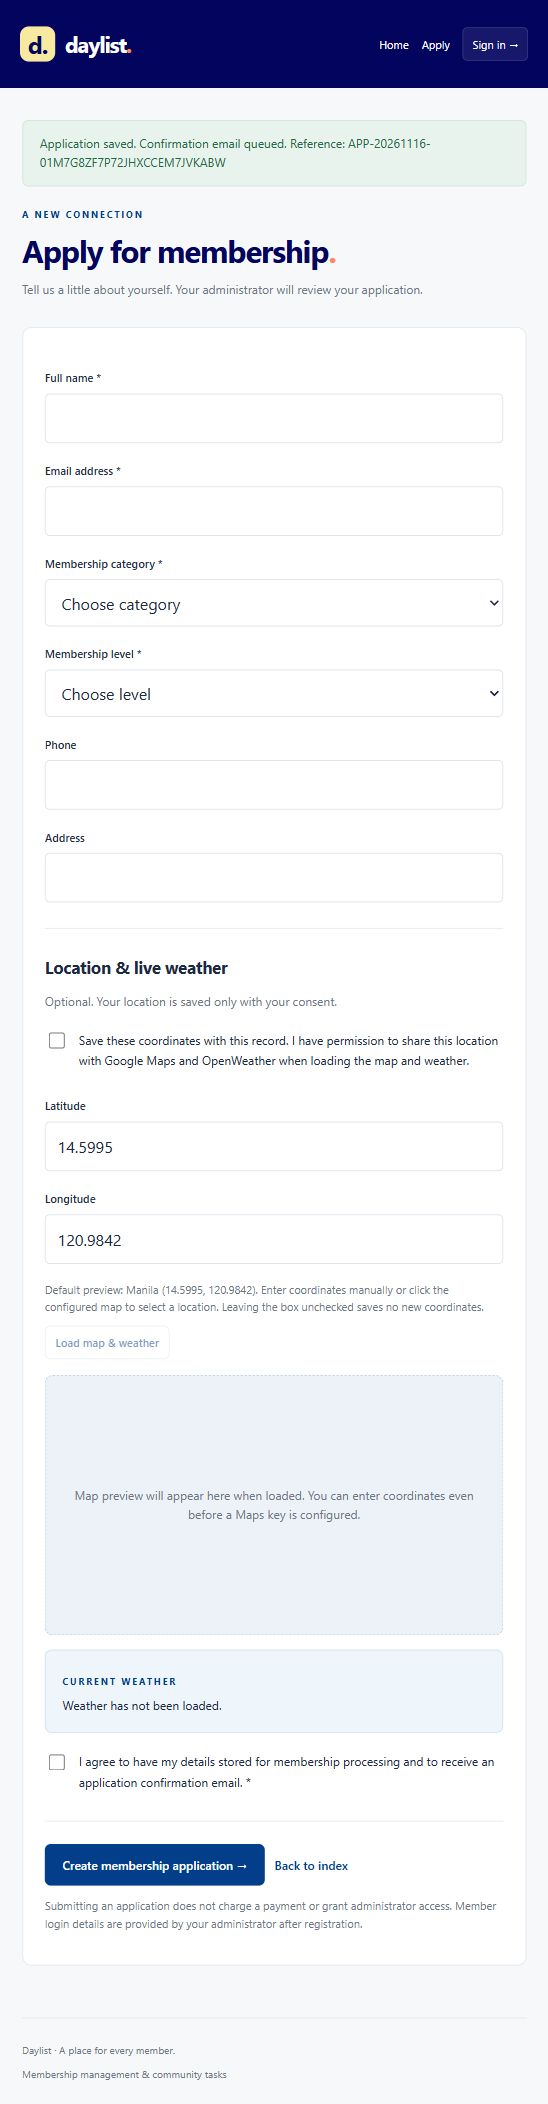 d. daylist.
Home Apply Sign in →
Application saved. Confirmation email queued. Reference: APP-20261116-
01M7G8ZF7P72JHXCCEM7JVKABW
A NEW CONNECTION
Apply for membership.
Tell us a little about yourself. Your administrator will review your application.
Full name *
Email address *
Membership category *
Choose category
Membership level *
Choose level
Phone
Address
Location & live weather
Optional. Your location is saved only with your consent.
Save these coordinates with this record. I have permission to share this location
with Google Maps and OpenWeather when loading the map and weather.
Latitude
14.5995
Longitude
120.9842
Default preview: Manila (14.5995, 120.9842). Enter coordinates manually or click the
configured map to select a location. Leaving the box unchecked saves no new coordinates.
Load map & weather
Map preview will appear here when loaded. You can enter coordinates even
before a Maps key is configured.
CURRENT WEATHER
Weather has not been loaded.
I agree to have my details stored for membership processing and to receive an
application confirmation email. *
Create membership application → Back to index
Submitting an application does not charge a payment or grant administrator access. Member
login details are provided by your administrator after registration.
Daylist · A place for every member.
Membership management & community tasks